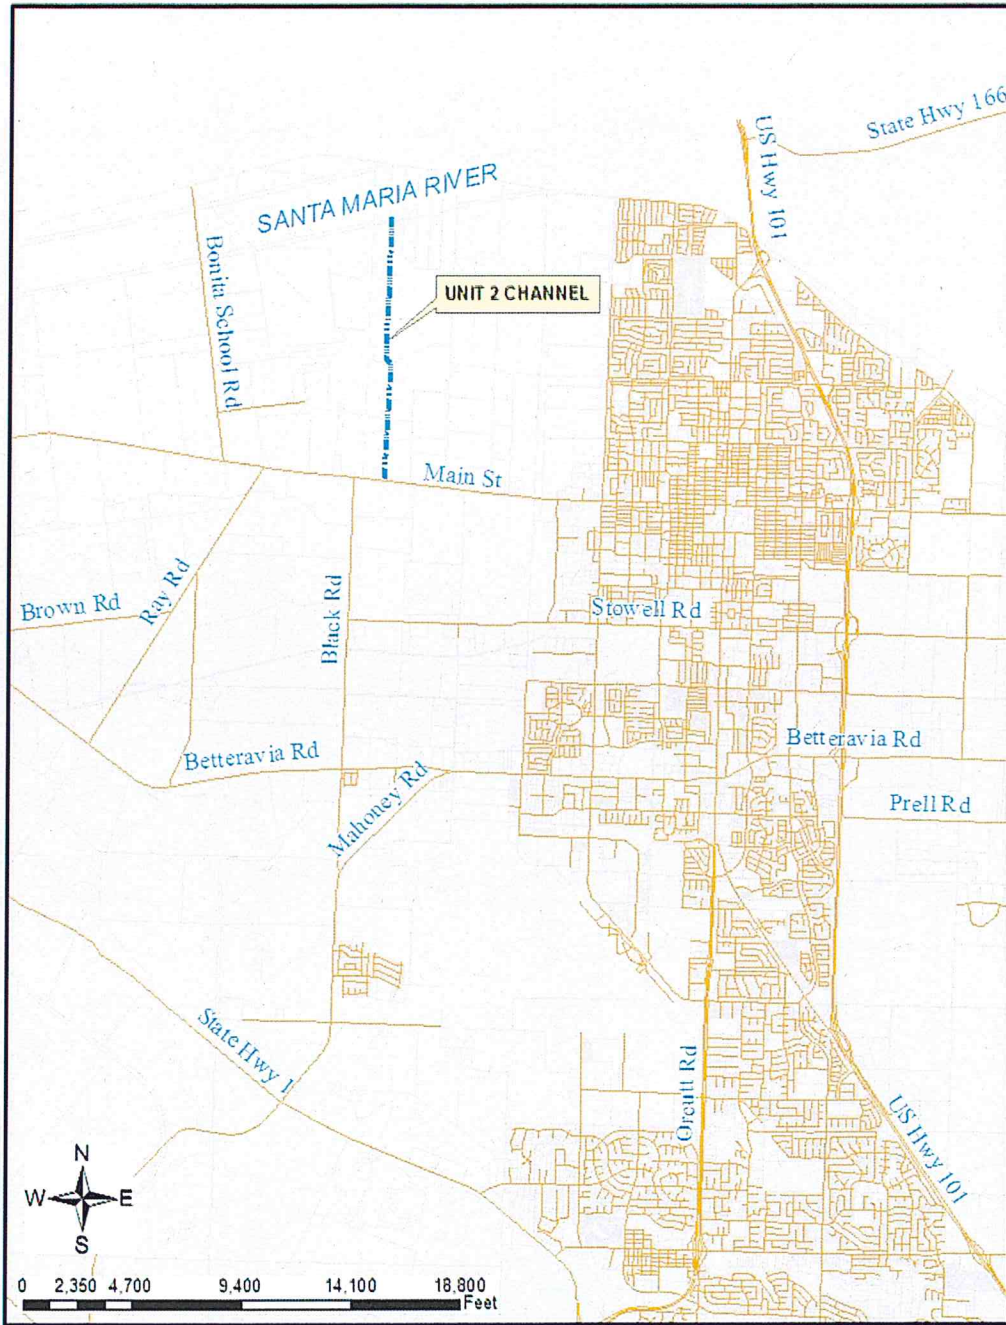 State Hwy 166
US Hwy 101
SANTA MARIA RIVER
Bonita School Rd
UNIT 2 CHANNEL
Main St
Ray Rd
Brown Rd
Black Rd
Stowell Rd
Betteravia Rd
Betteravia Rd
Mahoney Rd
Prell Rd
State Hwy 1
Orcutt Rd
US Hwy 101
N
W E
S
0 2,350 4,700 9,400 14,100 18,800
Feet